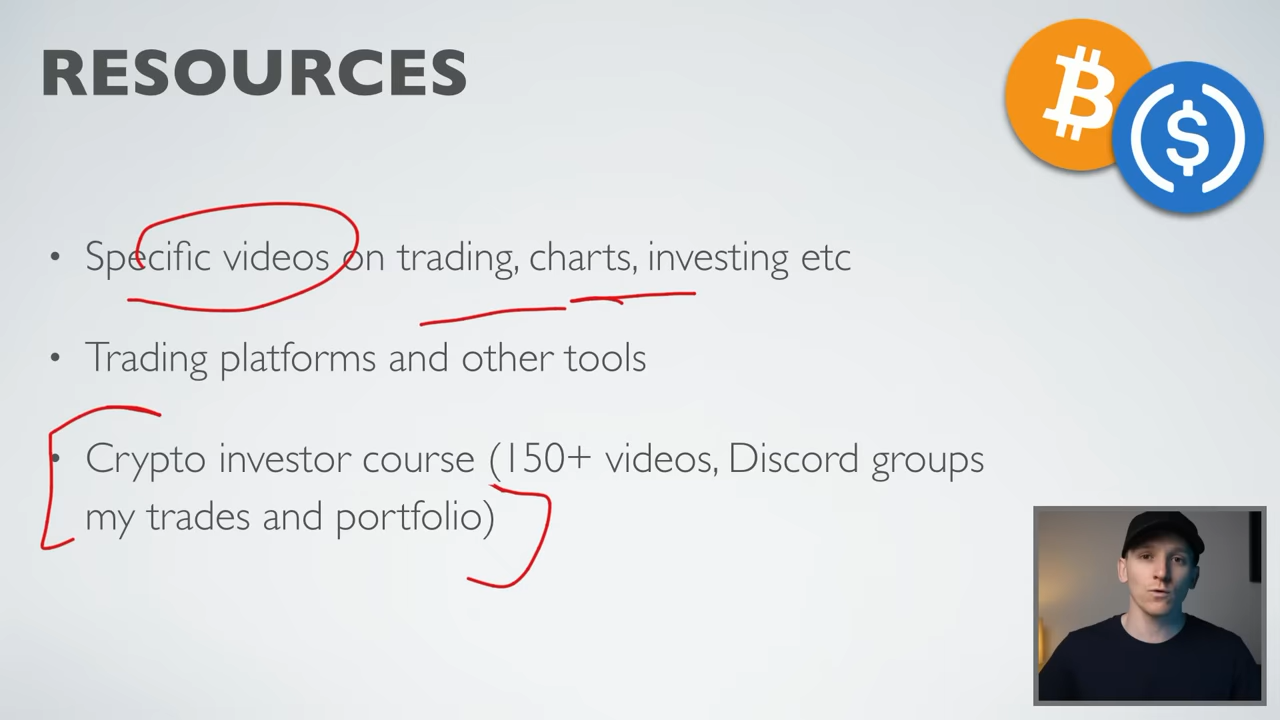 RESOURCES
• Specific videos on trading, charts, investing etc
• Trading platforms and other tools
• Crypto investor course (150+ videos, Discord groups
my trades and portfolio)